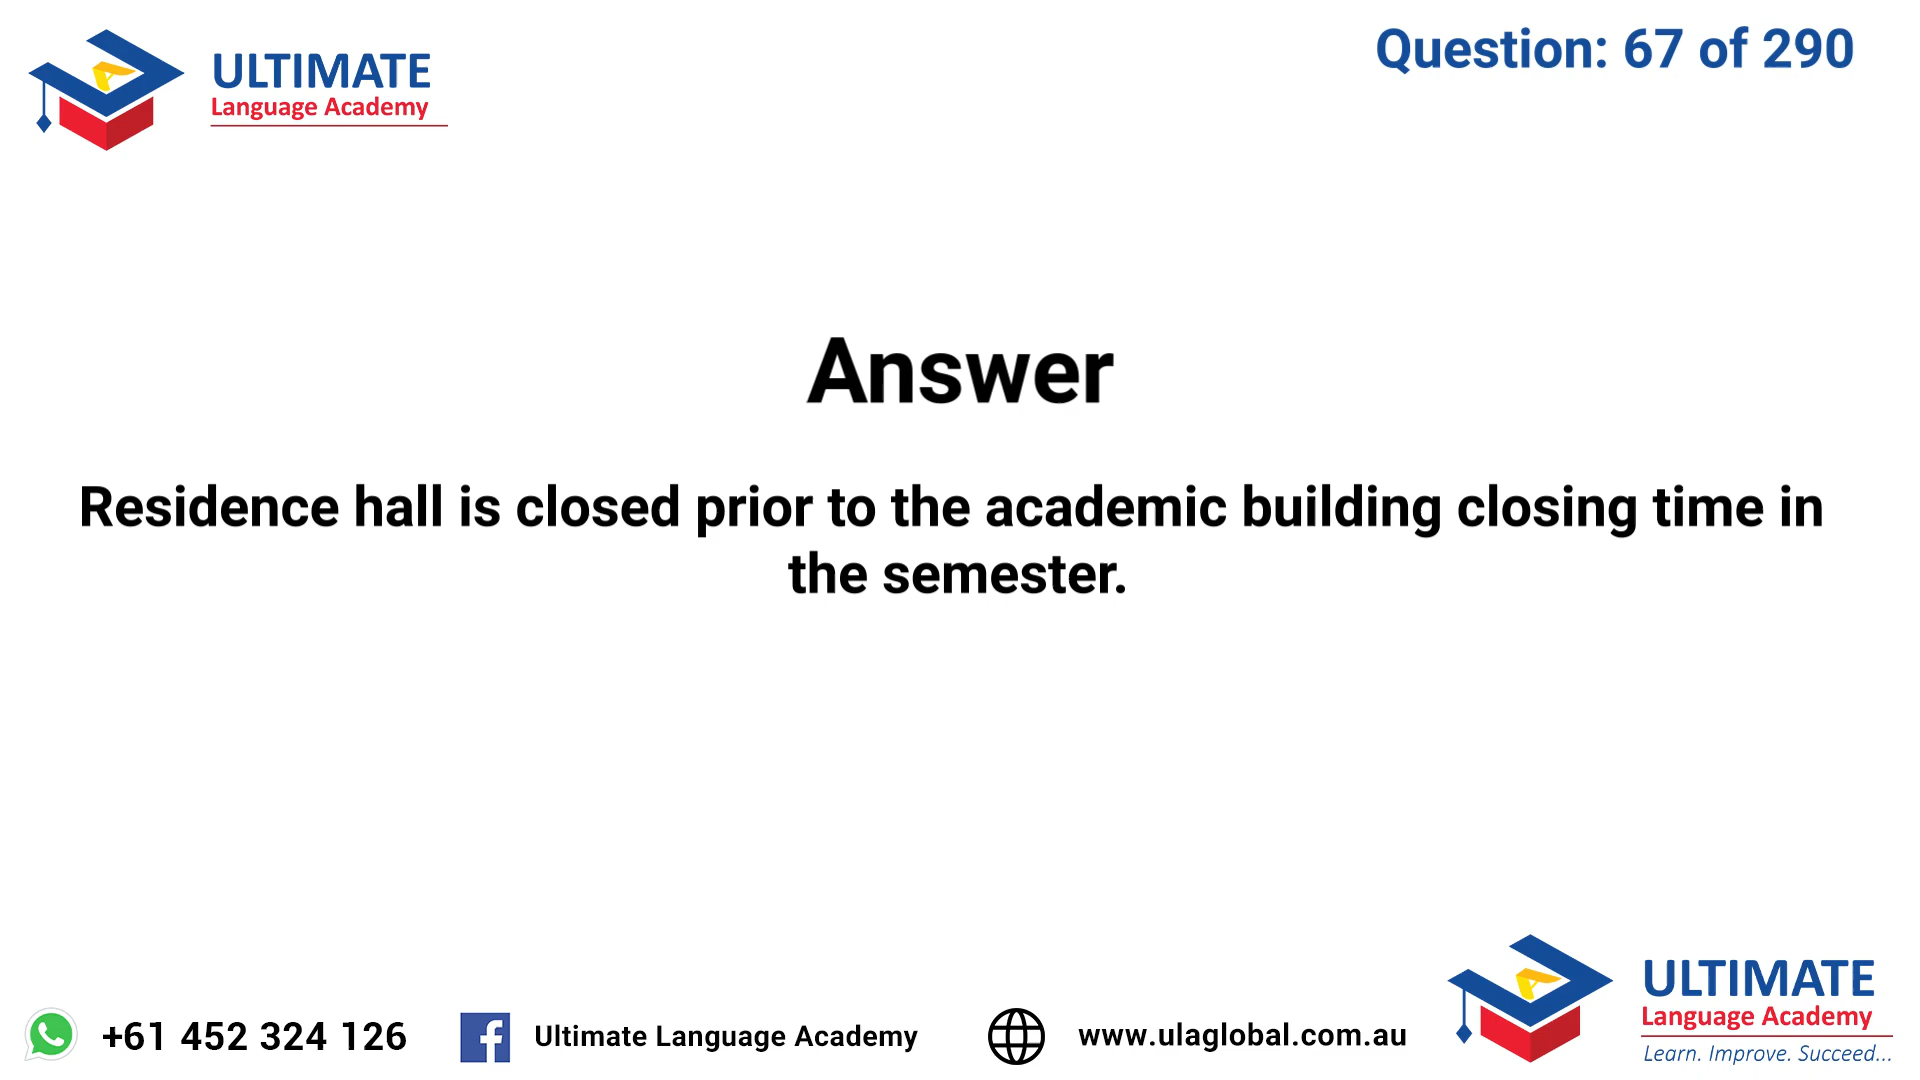 ULTIMATE
Language Academy
Question: 67 of 290
Answer
Residence hall is closed prior to the academic building closing time in
the semester.
+61 452 324 126
Ultimate Language Academy
www.ulaglobal.com.au
ULTIMATE
Language Academy
Learn. Improve. Succeed...